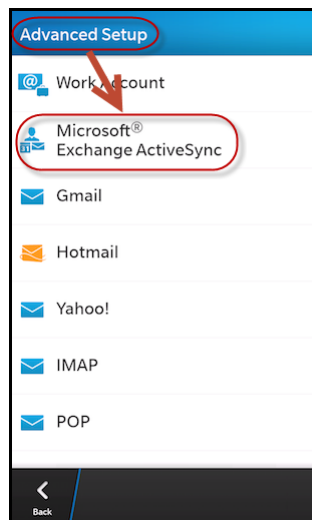 Advanced Setup
Work Account
Microsoft®
Exchange ActiveSync
Gmail
Hotmail
Yahoo!
IMAP
POP
Back